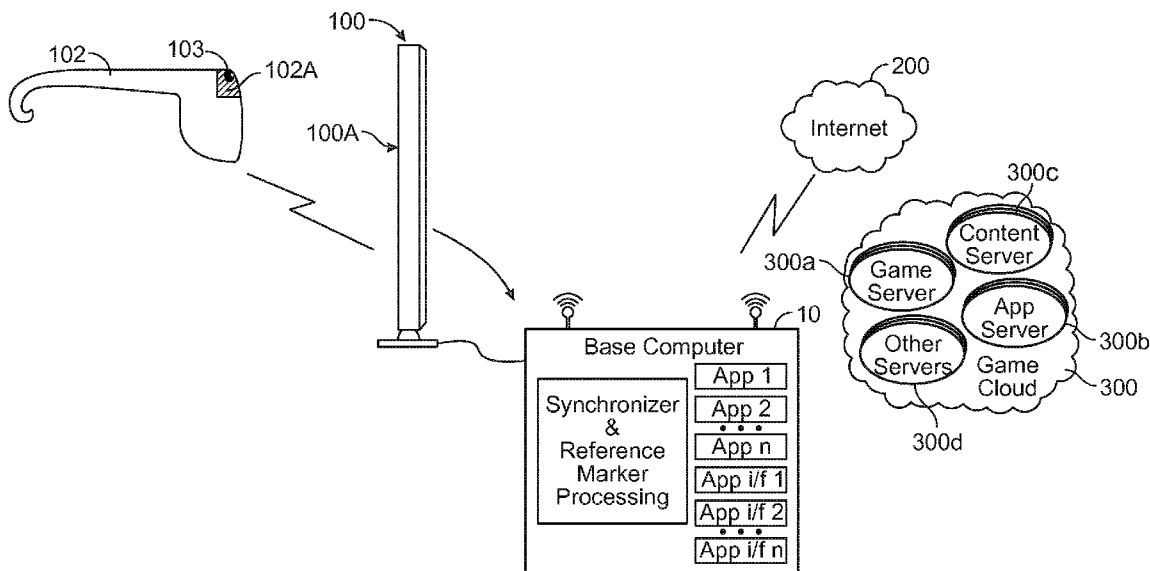 100
102
103
102A
100A
200
Internet
300c
Content
Server
300a
Game
Server
App
Server
300b
Other
Servers
Game
Cloud
300
300d
10
Base Computer
Synchronizer
&
Reference
Marker
Processing
App 1
App 2
• • •
App n
App i/f 1
App i/f 2
• • •
App i/f n